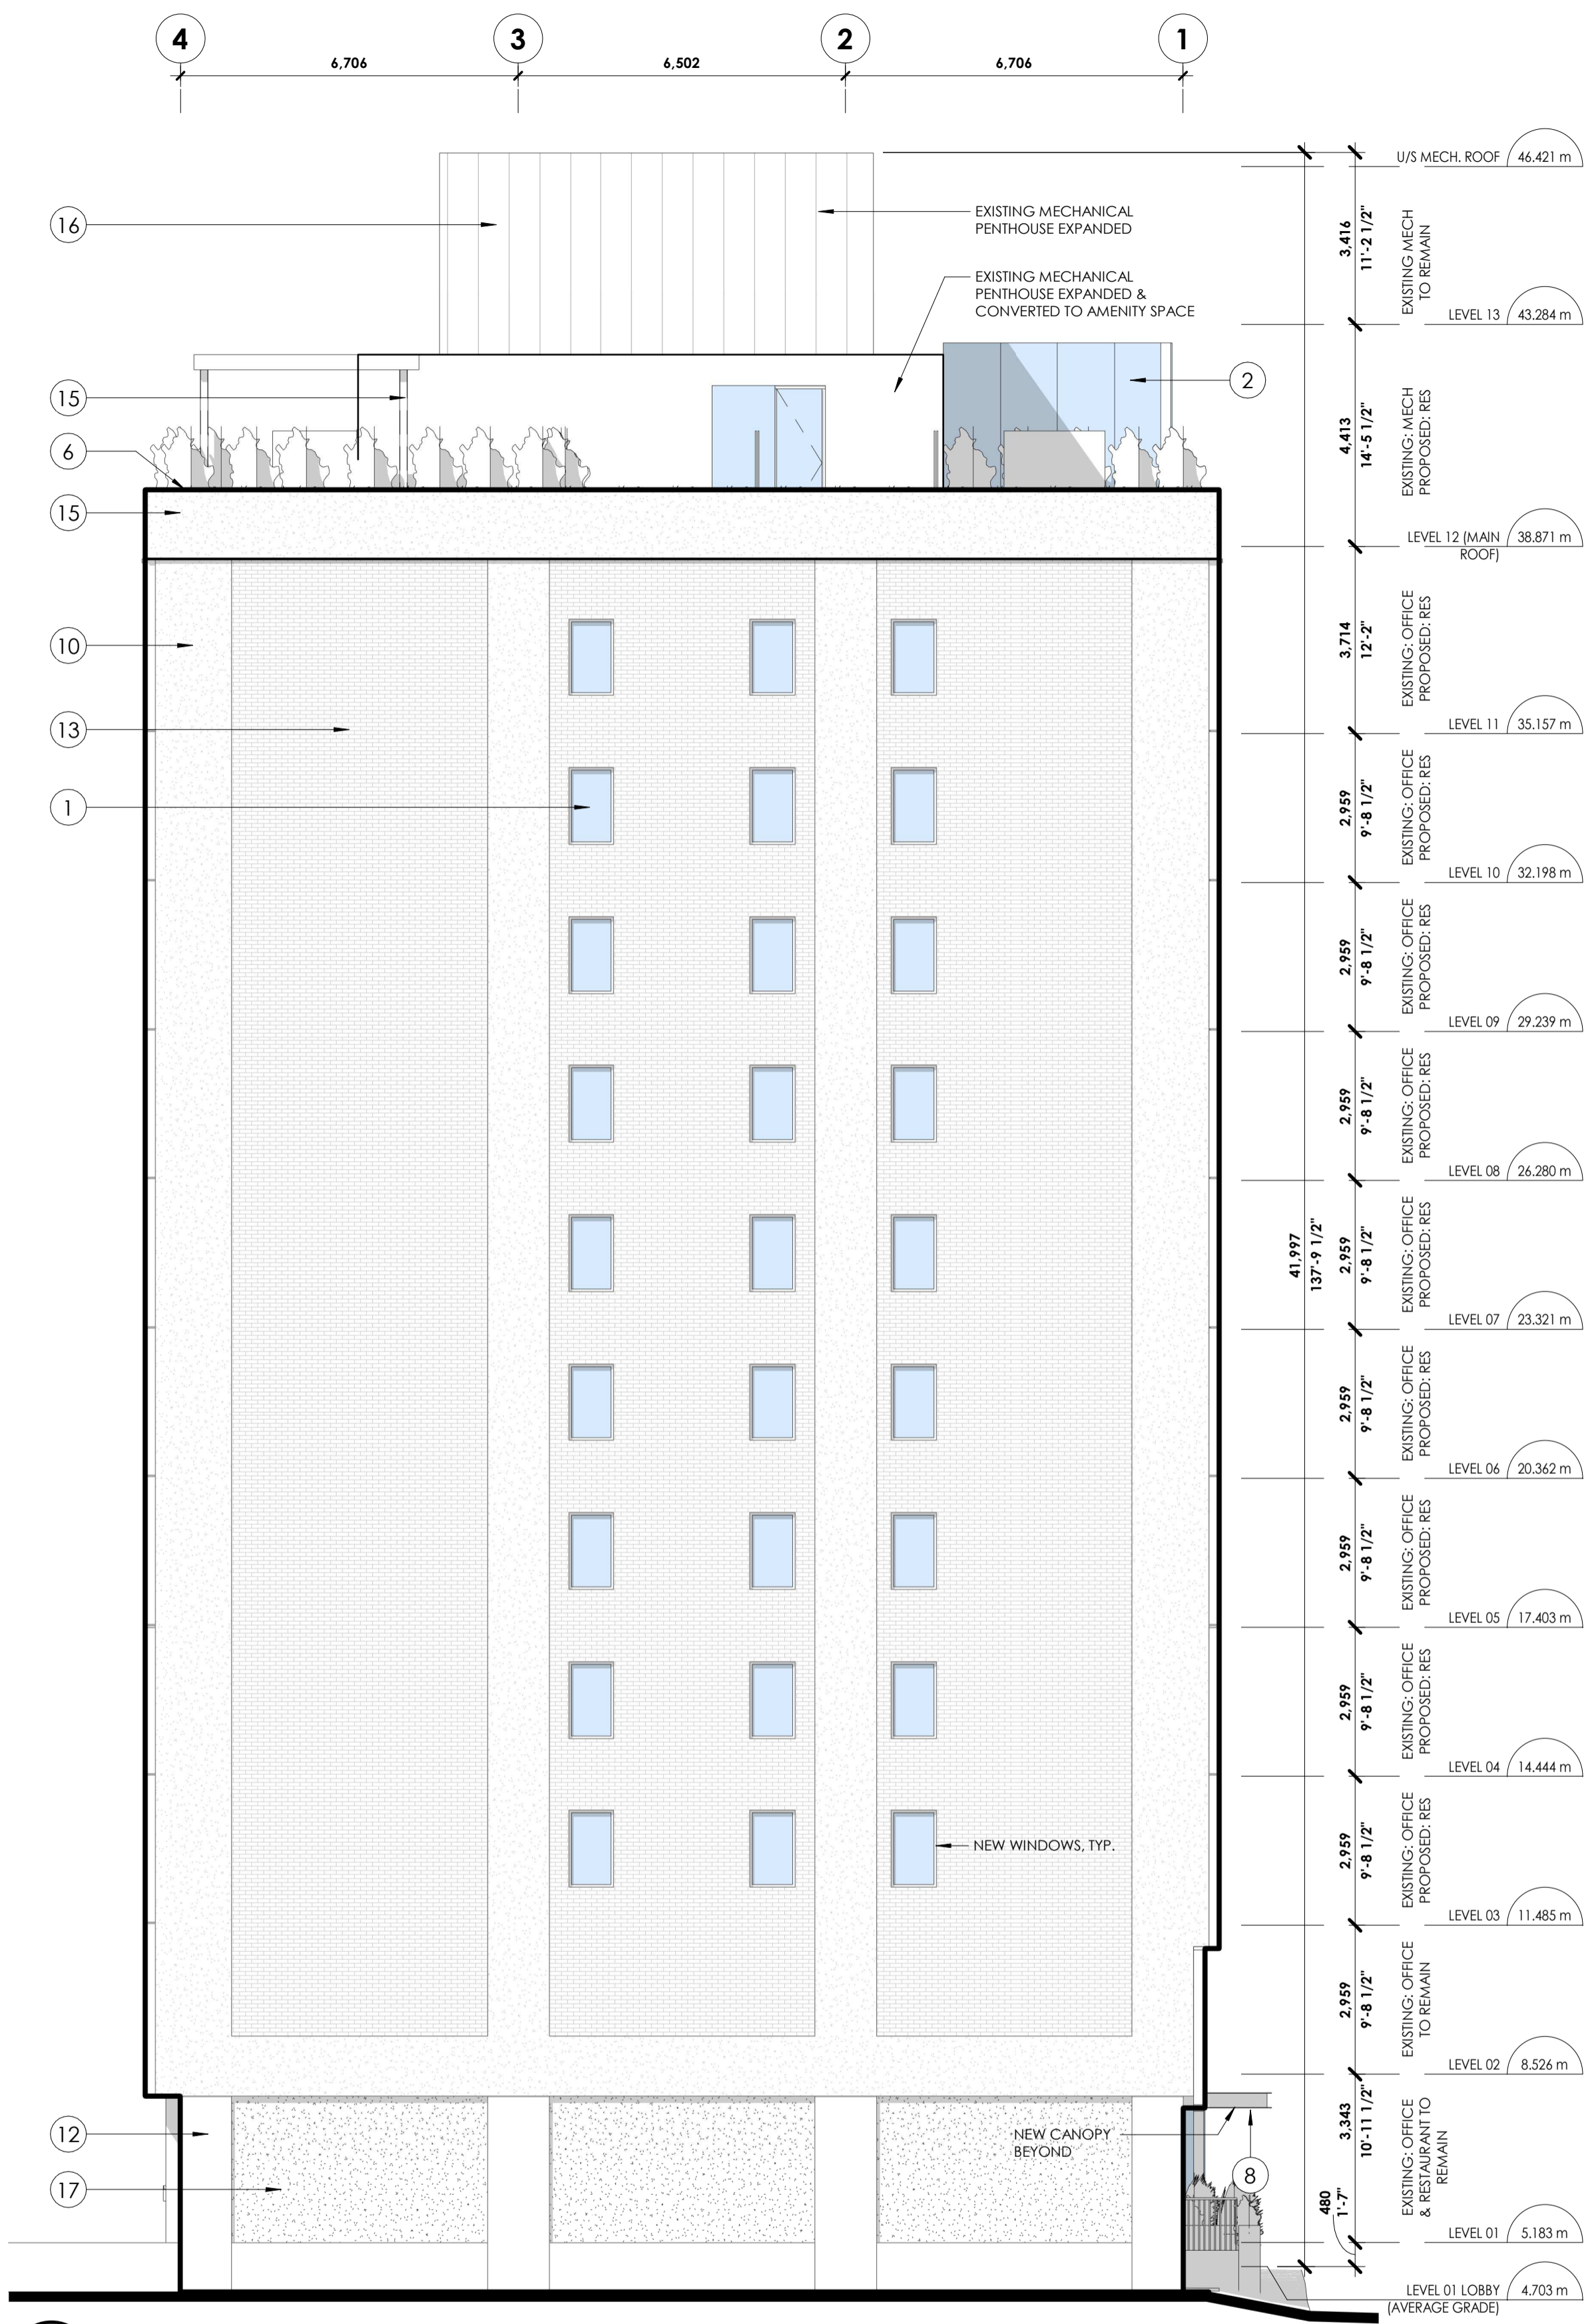 4
3
2
1
6,706
6,502
6,706
U/S MECH. ROOF
46.421 m
16
EXISTING MECHANICAL
PENTHOUSE EXPANDED
3,416
11'-2 1/2"
EXISTING MECH
TO REMAIN
EXISTING MECHANICAL
PENTHOUSE EXPANDED &
CONVERTED TO AMENITY SPACE
LEVEL 13
43.284 m
2
15
4,413
14'-5 1/2"
EXISTING: MECH
PROPOSED: RES
6
15
LEVEL 12 (MAIN
ROOF)
38.871 m
10
3,714
12'-2"
EXISTING: OFFICE
PROPOSED: RES
13
LEVEL 11
35.157 m
1
2,959
9'-8 1/2"
EXISTING: OFFICE
PROPOSED: RES
LEVEL 10
32.198 m
2,959
9'-8 1/2"
EXISTING: OFFICE
PROPOSED: RES
LEVEL 09
29.239 m
2,959
9'-8 1/2"
EXISTING: OFFICE
PROPOSED: RES
LEVEL 08
26.280 m
41,997
137'-9 1/2"
2,959
9'-8 1/2"
EXISTING: OFFICE
PROPOSED: RES
LEVEL 07
23.321 m
2,959
9'-8 1/2"
EXISTING: OFFICE
PROPOSED: RES
LEVEL 06
20.362 m
2,959
9'-8 1/2"
EXISTING: OFFICE
PROPOSED: RES
LEVEL 05
17.403 m
2,959
9'-8 1/2"
EXISTING: OFFICE
PROPOSED: RES
LEVEL 04
14.444 m
NEW WINDOWS, TYP.
2,959
9'-8 1/2"
EXISTING: OFFICE
PROPOSED: RES
LEVEL 03
11.485 m
2,959
9'-8 1/2"
EXISTING: OFFICE
TO REMAIN
LEVEL 02
8.526 m
12
NEW CANOPY
BEYOND
8
17
3,343
10'-11 1/2"
EXISTING: OFFICE
& RESTAURANT TO
REMAIN
480
1'-7"
LEVEL 01
5.183 m
LEVEL 01 LOBBY
(AVERAGE GRADE)
4.703 m